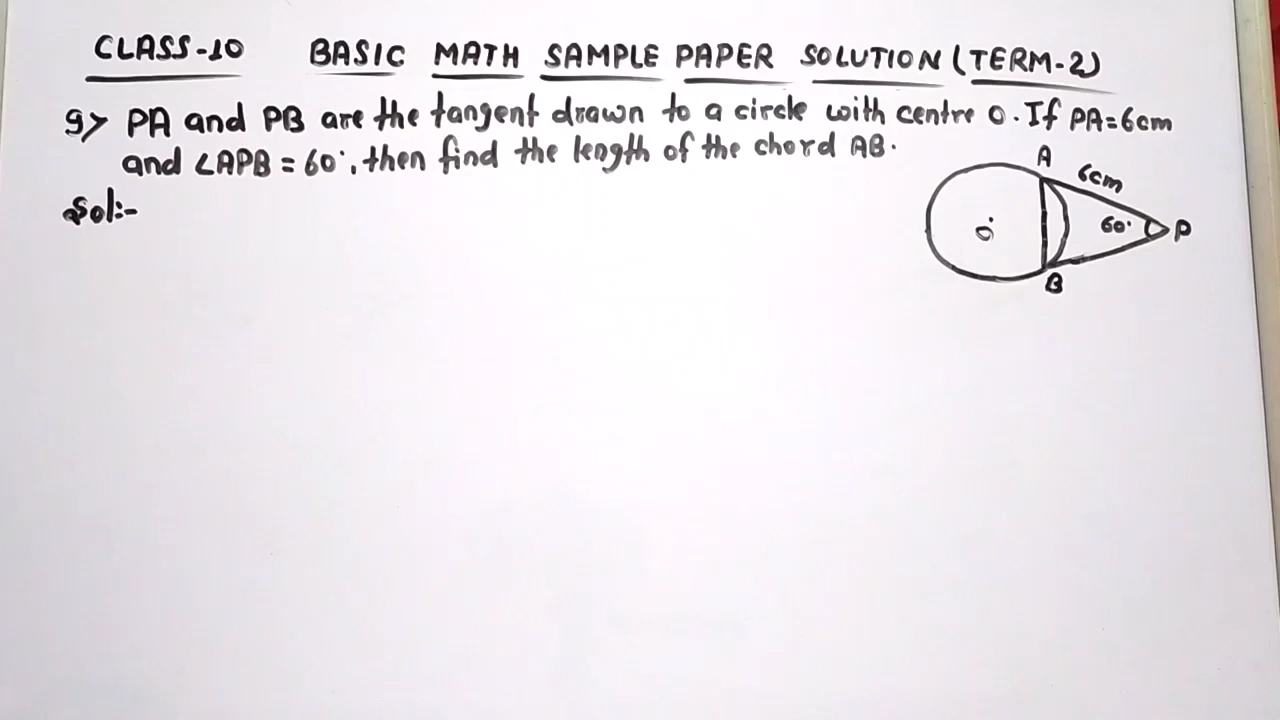 CLASS-10 BASIC MATH SAMPLE PAPER SOLUTION (TERM-2)
9> PA and PB are the tangent drawn to a circle with centre O. If PA=6cm
and ∠APB = 60°, then find the length of the chord AB.
Sol:-
A
6cm
O
60°
P
B